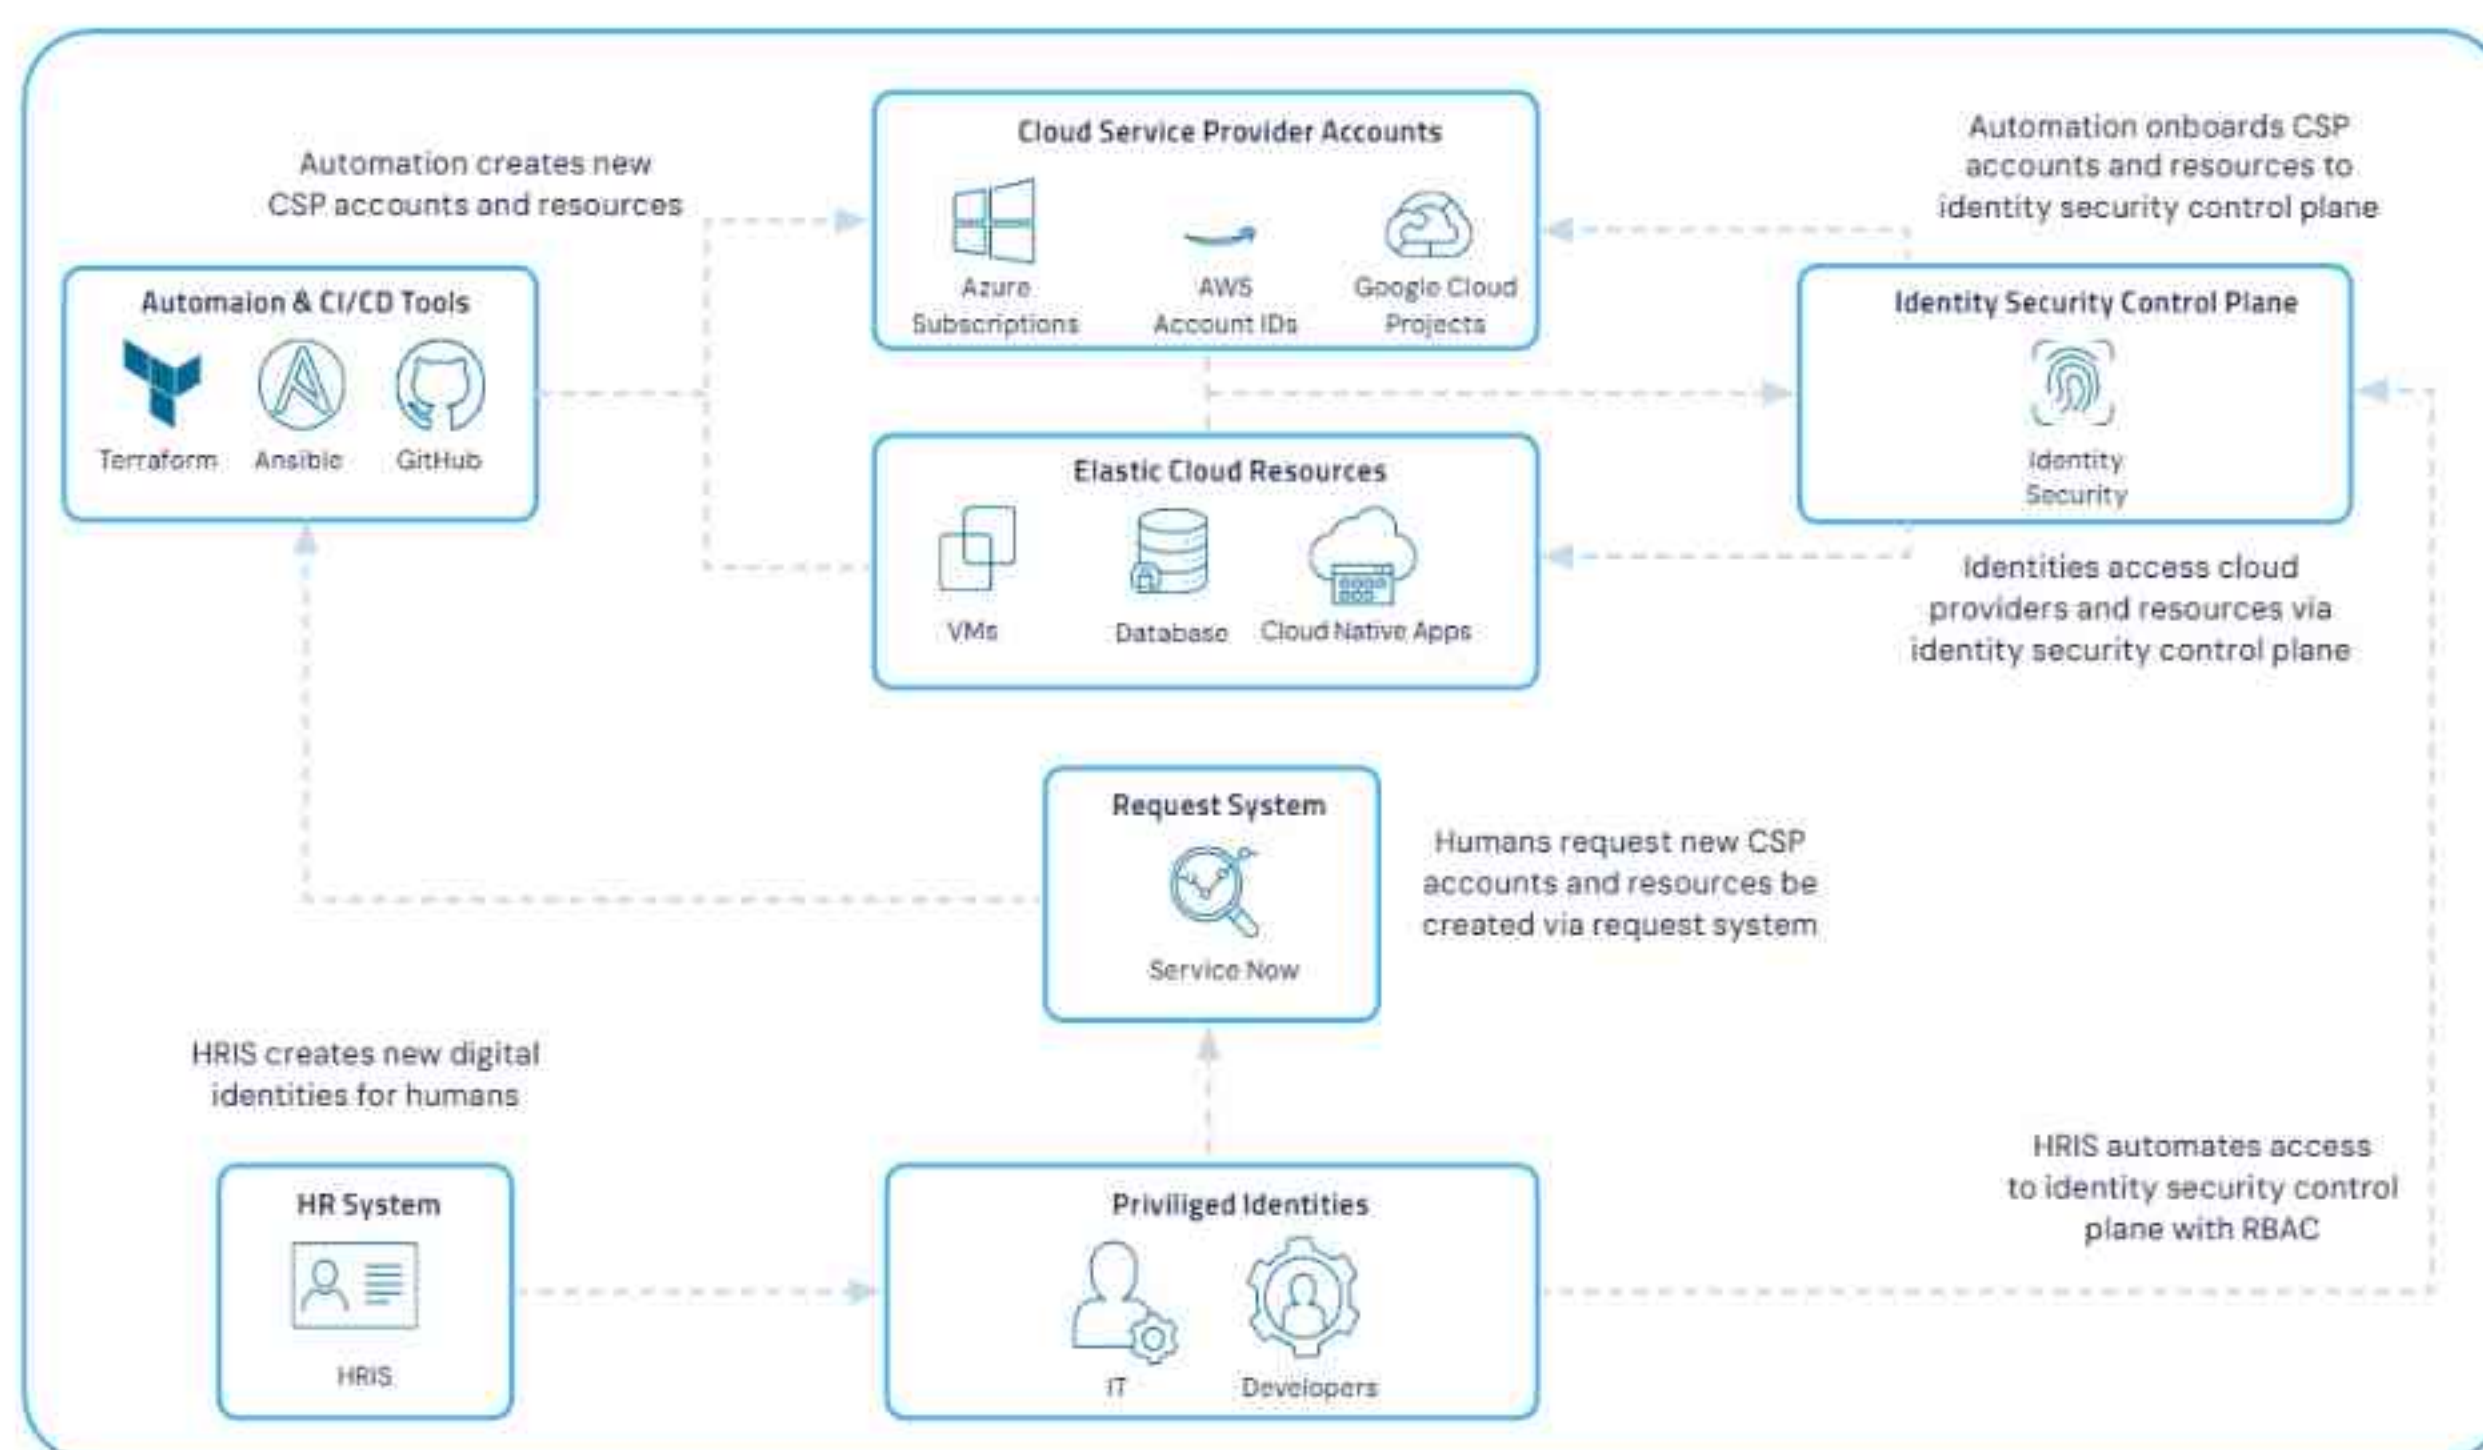 Automation creates new
CSP accounts and resources
Cloud Service Provider Accounts
Azure
Subscriptions
AWS
Account IDs
Google Cloud
Projects
Automation onboards CSP
accounts and resources to
identity security control plane
Automaion & CI/CD Tools
Terraform
Ansible
GitHub
Identity Security Control Plane
Identity
Security
Elastic Cloud Resources
VMs
Database
Cloud Native Apps
Identities access cloud
providers and resources via
identity security control plane
Request System
Service Now
Humans request new CSP
accounts and resources be
created via request system
HRIS creates new digital
identities for humans
HR System
HRIS
Priviliged Identities
IT
Developers
HRIS automates access
to identity security control
plane with RBAC